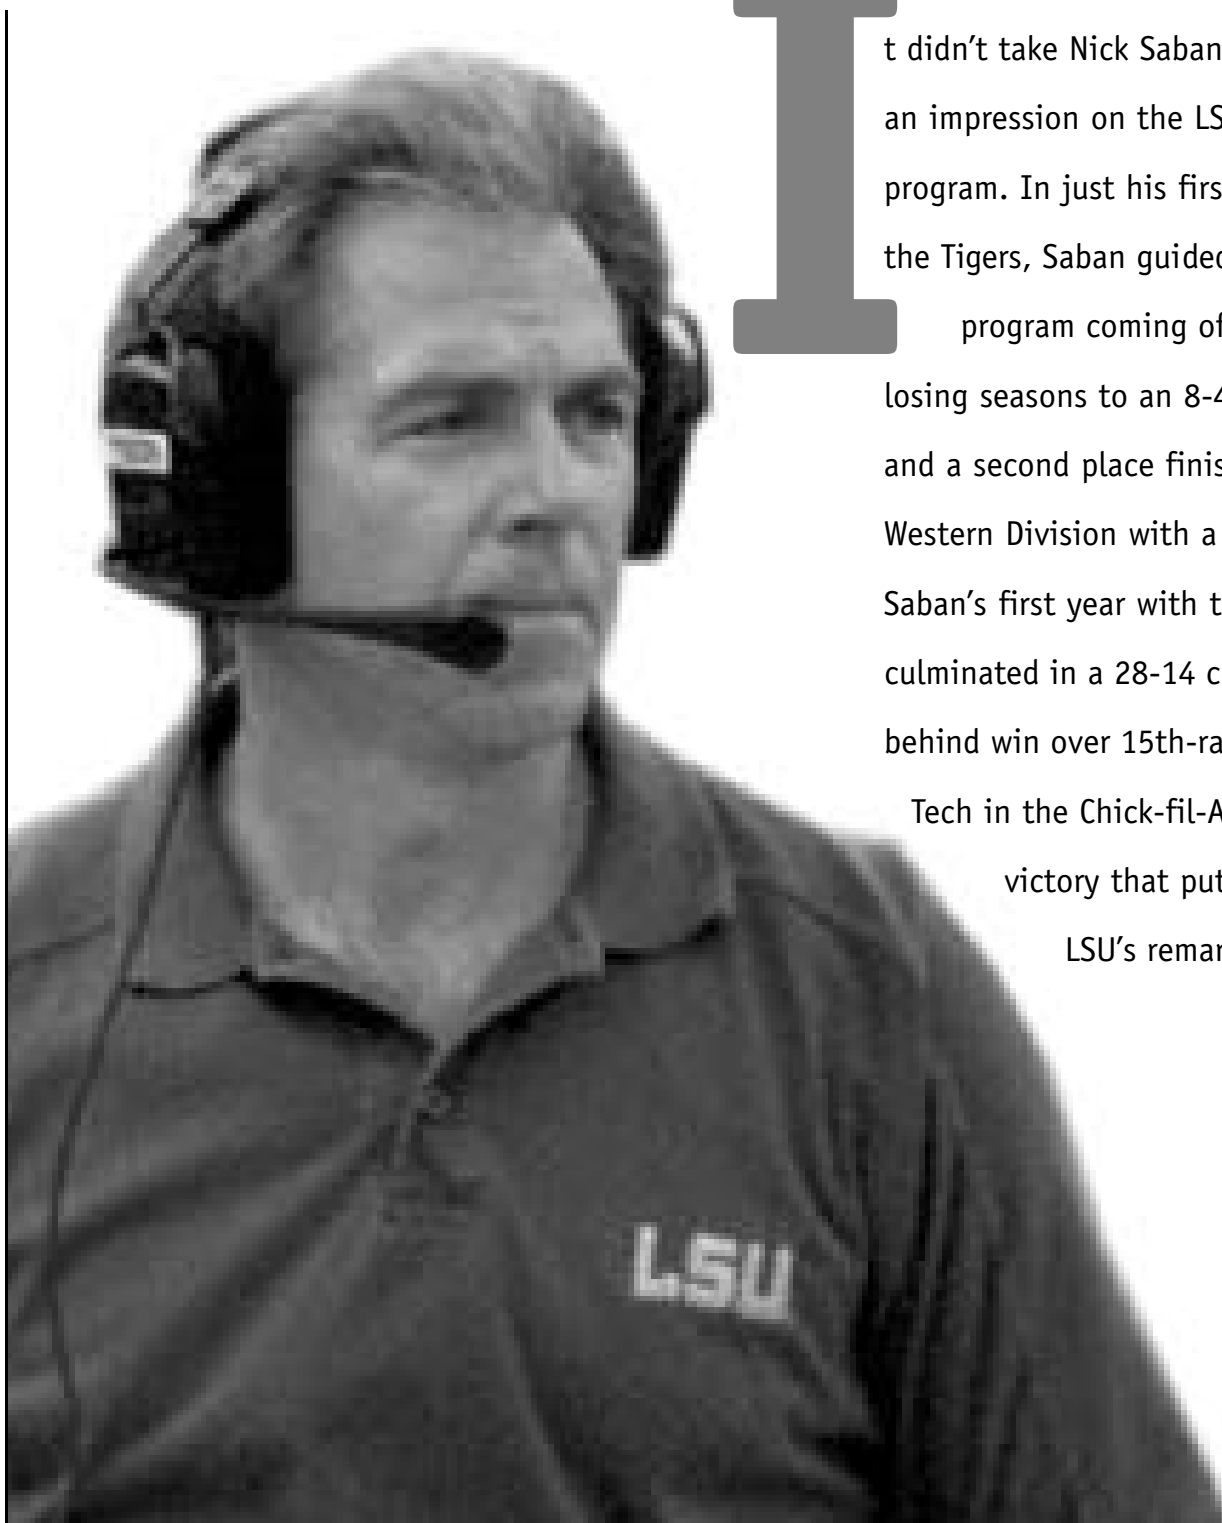 It didn’t take Nick Saban
an impression on the LS
program. In just his firs
the Tigers, Saban guided
program coming of
losing seasons to an 8-4
and a second place finis
Western Division with a
Saban’s first year with t
culminated in a 28-14 c
behind win over 15th-ra
Tech in the Chick-fil-A
victory that put
LSU’s remar
LSU